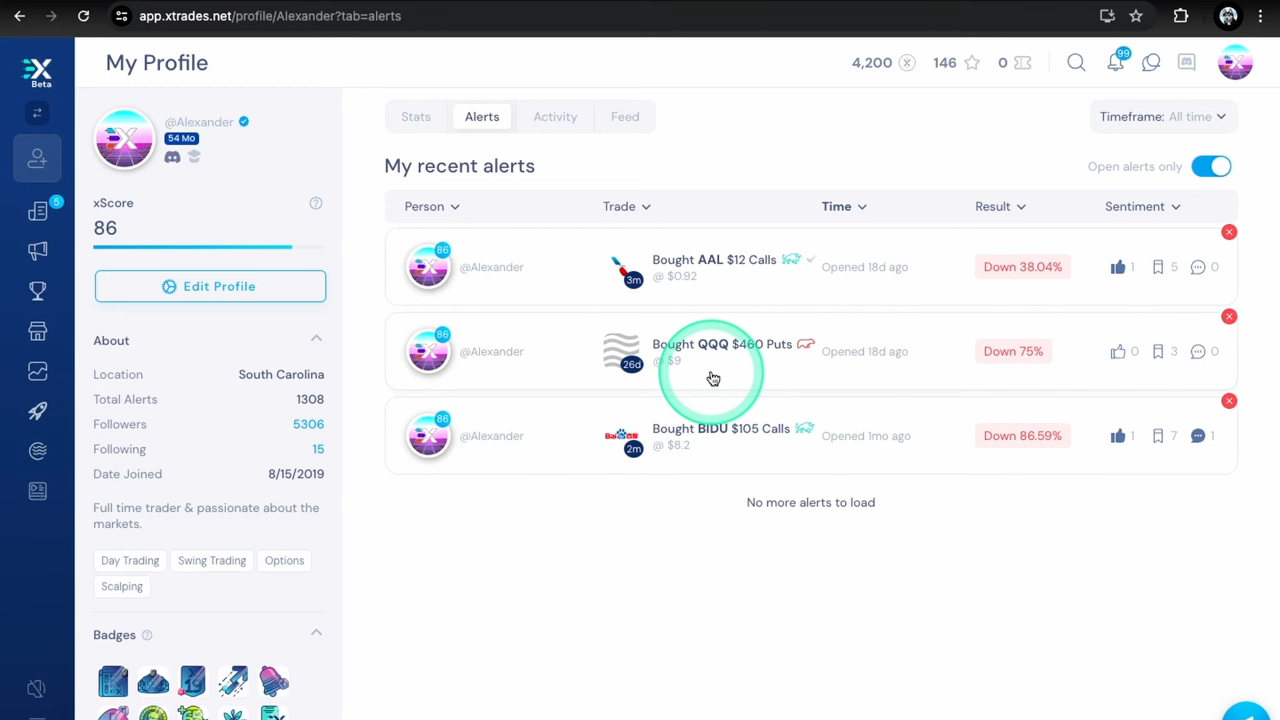 app.xtrades.net/profile/Alexander?tab=alerts
X
Beta
My Profile
4,200
146
0
99
5
@Alexander
54 Mo
xScore
86
Edit Profile
About
Location South Carolina
Total Alerts 1308
Followers 5306
Following 15
Date Joined 8/15/2019
Full time trader & passionate about the
markets.
Day Trading Swing Trading Options
Scalping
Badges
Stats Alerts Activity Feed
Timeframe: All time
My recent alerts
Open alerts only
Person Trade Time Result Sentiment
86 @Alexander 3m Bought AAL $12 Calls
@ $0.92
Opened 18d ago Down 38.04% 1 5 0
86 @Alexander 26d Bought QQQ $460 Puts
@ $9
Opened 18d ago Down 75% 0 3 0
86 @Alexander Bai 百度 2m Bought BIDU $105 Calls
@ $8.2
Opened 1mo ago Down 86.59% 1 7 1
No more alerts to load